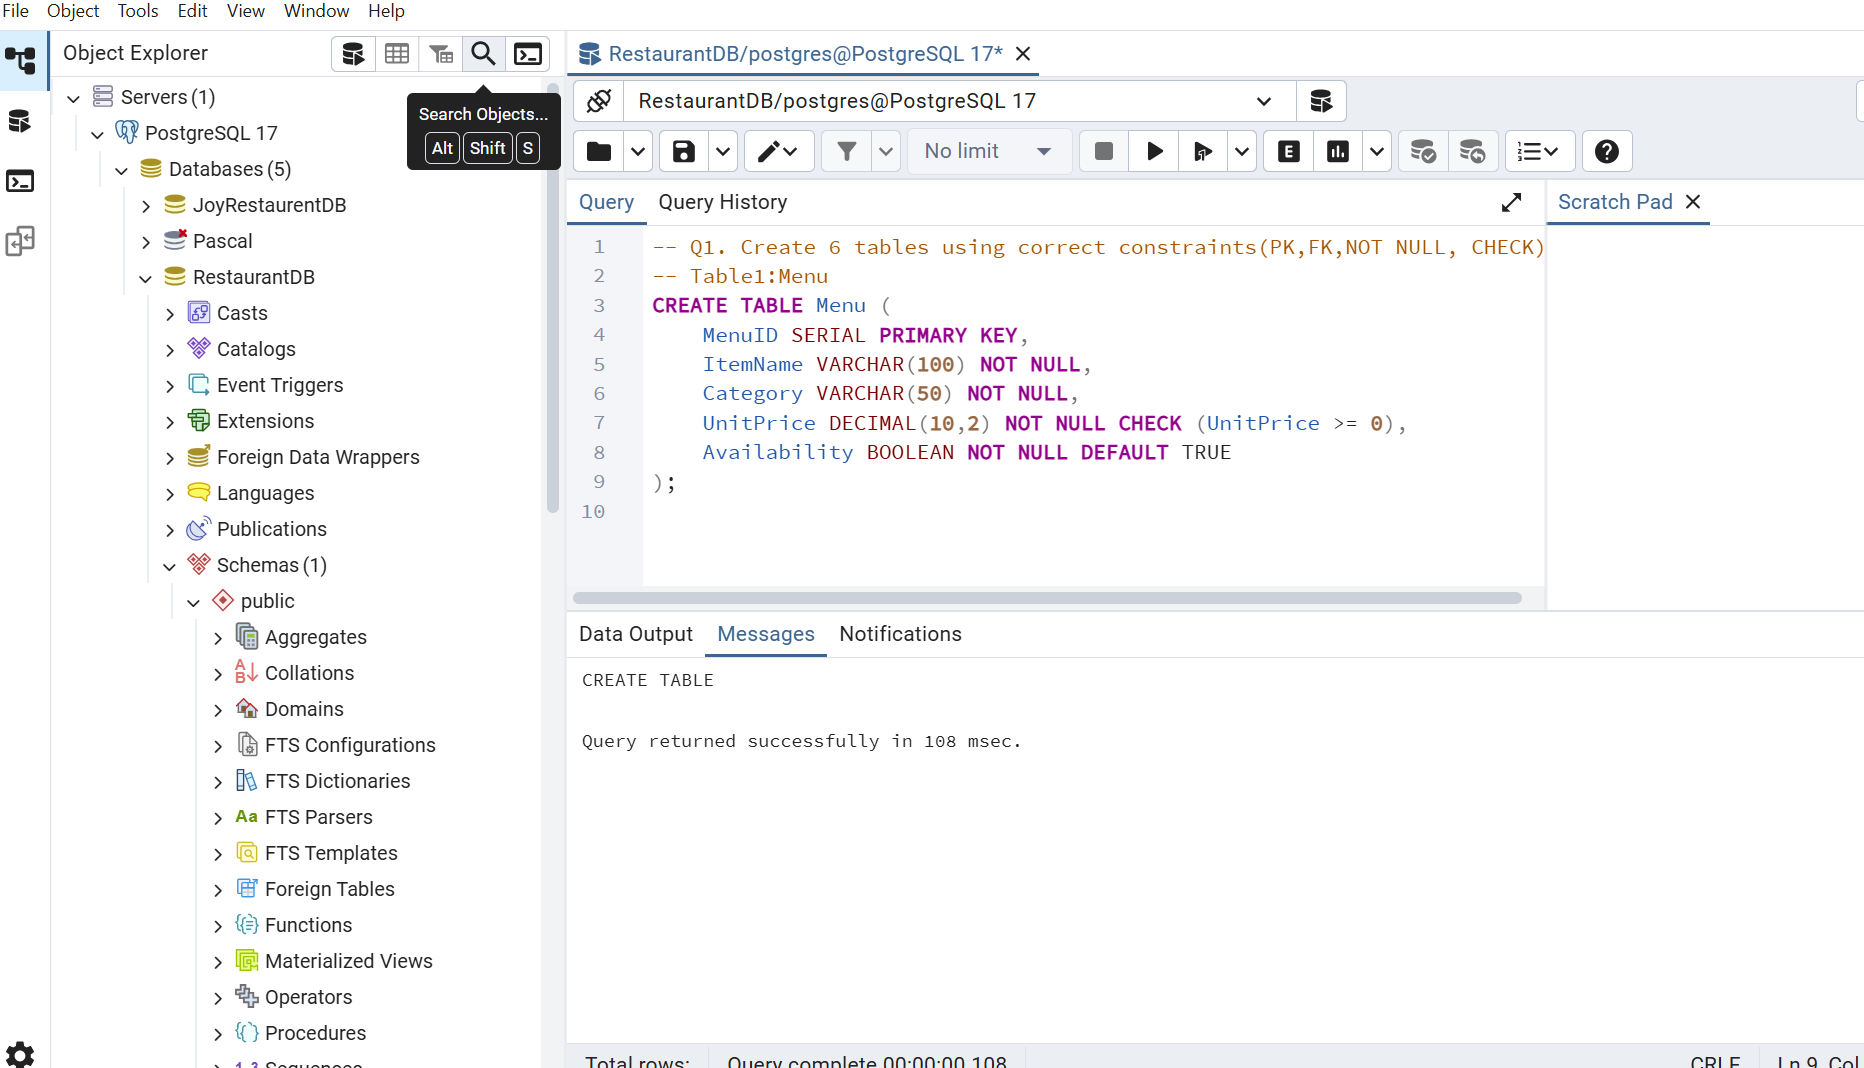 File Object Tools Edit View Window Help
Object Explorer
Search Objects...
Alt Shift S
Servers (1)
PostgreSQL 17
Databases (5)
JoyRestaurentDB
Pascal
RestaurantDB
Casts
Catalogs
Event Triggers
Extensions
Foreign Data Wrappers
Languages
Publications
Schemas (1)
public
Aggregates
Collations
Domains
FTS Configurations
FTS Dictionaries
Aa FTS Parsers
FTS Templates
Foreign Tables
Functions
Materialized Views
Operators
Procedures
1..3 Sequences
RestaurantDB/postgres@PostgreSQL 17*
RestaurantDB/postgres@PostgreSQL 17
No limit
E
Query Query History
Scratch Pad
1 -- Q1. Create 6 tables using correct constraints(PK,FK,NOT NULL, CHECK)
2 -- Table1:Menu
3 CREATE TABLE Menu (
4 MenuID SERIAL PRIMARY KEY,
5 ItemName VARCHAR(100) NOT NULL,
6 Category VARCHAR(50) NOT NULL,
7 UnitPrice DECIMAL(10,2) NOT NULL CHECK (UnitPrice >= 0),
8 Availability BOOLEAN NOT NULL DEFAULT TRUE
9 );
10
Data Output Messages Notifications
CREATE TABLE
Query returned successfully in 108 msec.
Total rows: Query complete 00:00:00.108 CRLF Ln 9, Col